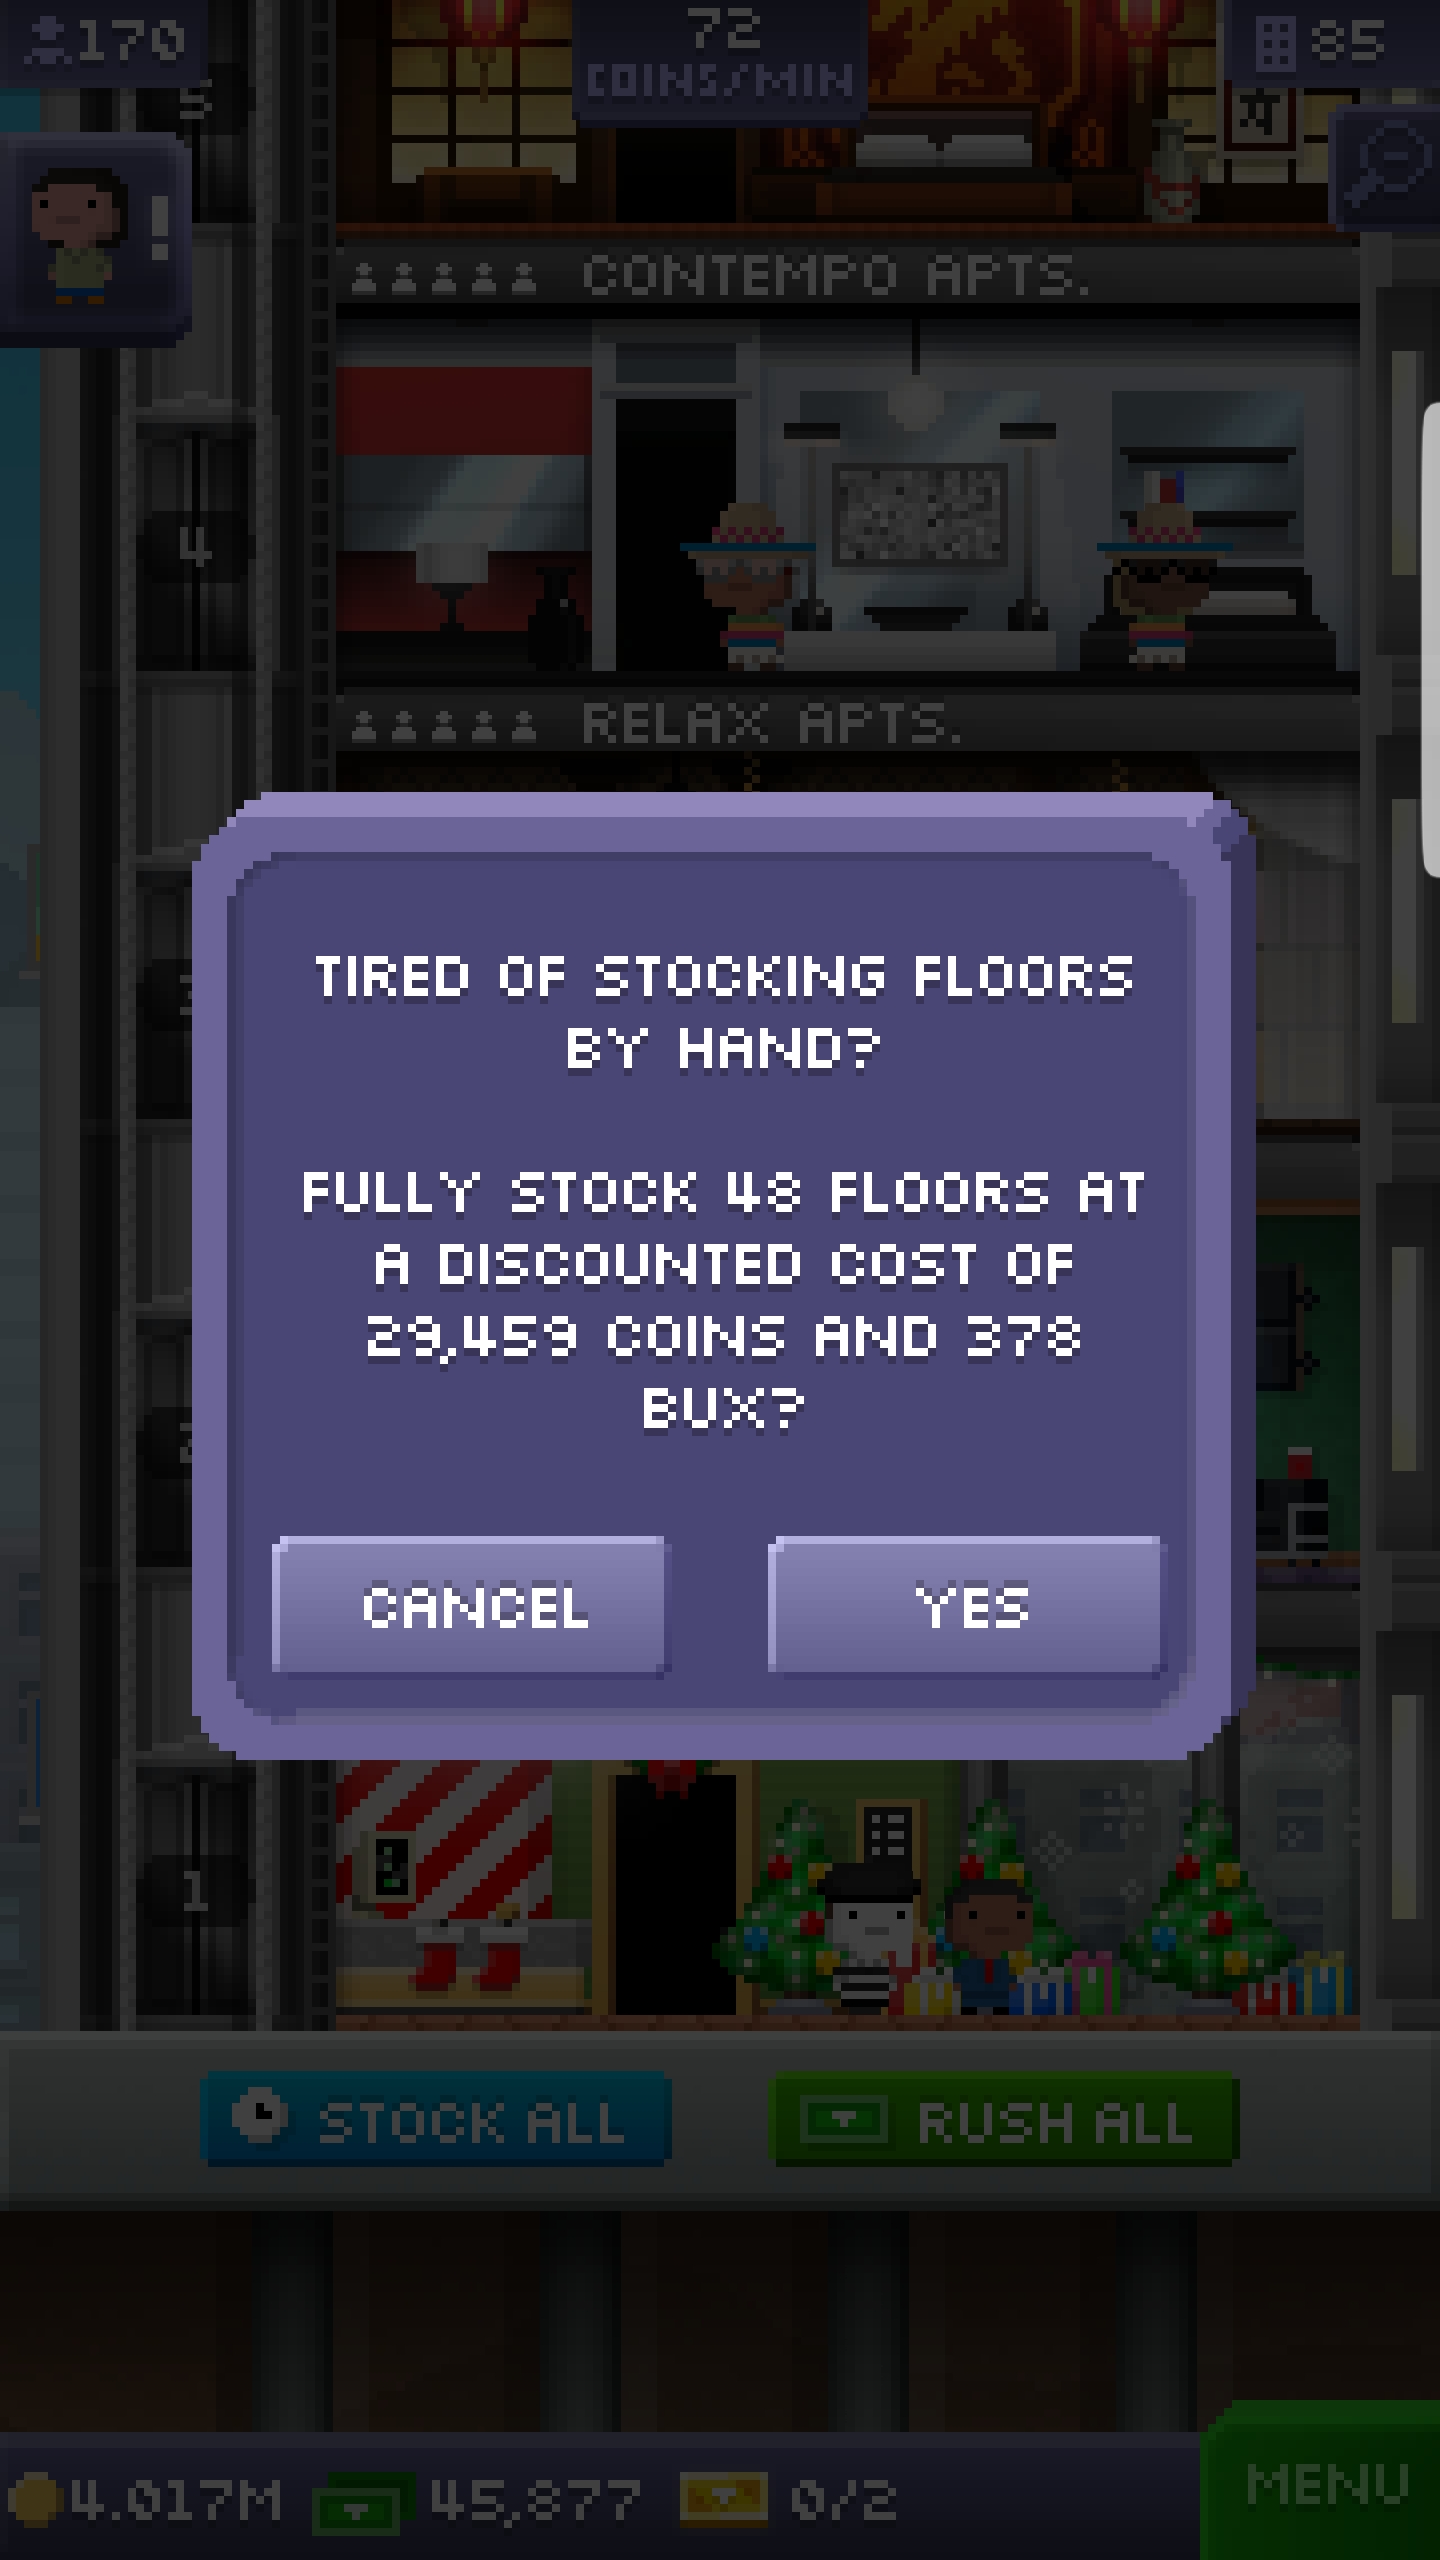 170
72
COINS/MIN
85
5
!
CONTEMPO APTS.
4
RELAX APTS.
TIRED OF STOCKING FLOORS
BY HAND?
FULLY STOCK 48 FLOORS AT
A DISCOUNTED COST OF
29,459 COINS AND 378
BUX?
CANCEL
YES
1
STOCK ALL
RUSH ALL
MENU
4.017M
45,877
0/2